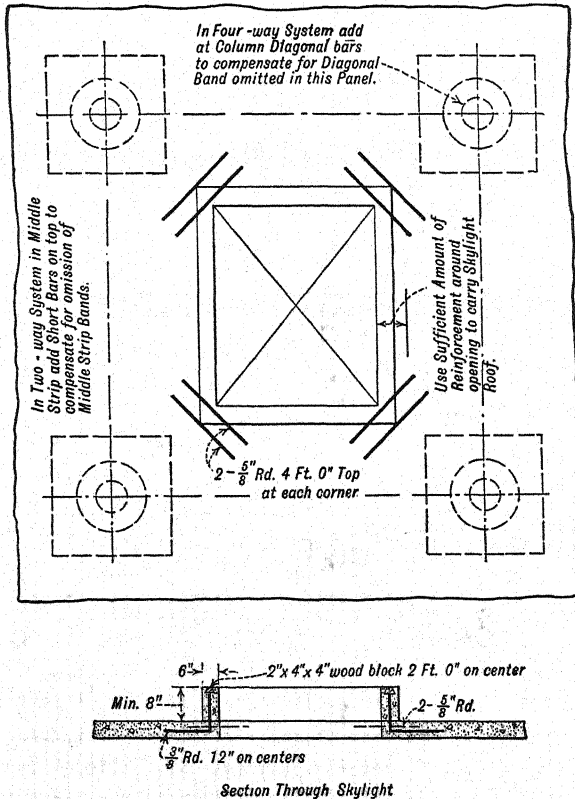 In Four-way System add
at Column Diagonal bars
to compensate for Diagonal
Band omitted in this Panel.
In Two-way System in Middle
Strip add Short Bars on top to
compensate for omission of
Middle Strip Bands.
Use Sufficient Amount of
Reinforcement around
opening to carry Skylight
Roof.
2-5/8" Rd. 4 Ft. 0" Top
at each corner
6"
2"x 4"x 4" wood block 2 Ft. 0" on center
Min. 8"
2-5/8" Rd.
3/8" Rd. 12" on centers
Section Through Skylight